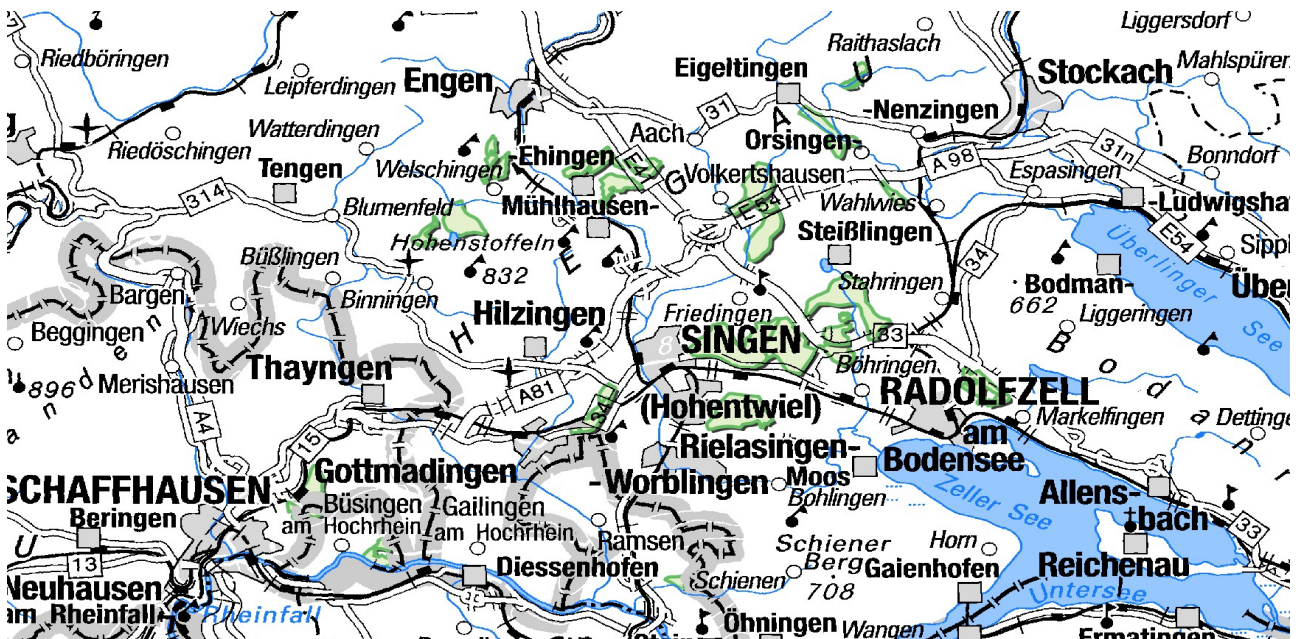 Liggersdorf
Riedböringen
Leipferdingen
Engen
Eigeltingen
Raithaslach
U
Stockach
Mahlspüren
Watterdingen
Riedöschingen
Tengen
Welschingen
Ehingen
Aach
31
A
Orsingen-
-Nenzingen
A 98
31n
Bonndorf
314
Blumenfeld
Mühlhausen-
G
Volkertshausen
E 54
Espasingen
Wahlwies
-Ludwigsha
E54
Hohenstoffeln
832
E
Steißlingen
Büßlingen
Binningen
Stahringen
34
Bodman-
662
Liggeringen
Überlinger
See
Sippl
Über
Bargen
Beggingen
Wiechs
Hilzingen
H
Friedingen
SINGEN
33
Böhringen
B
o
d
a
n
Thayngen
896
Merishausen
A4
n
d
e
n
a
A81
34
(Hohentwiel)
RADOLFZELL
am
Bodensee
Markelfingen
Dettinge
15
Gottmadingen
Rielasingen-
-Worblingen
Moos
Bohlingen
Zeller See
Allens-
bach
33
SCHAFFHAUSEN
Beringen
Büsingen
am Hochrhein
Gailingen
am Hochrhein
Ramsen
Schiener
Berg
708
Horn
Gaienhofen
Reichenau
U
13
Neuhausen
am Rheinfall
Rheinfall
Diessenhofen
Schienen
Öhningen
Wangen
Untersee
Ermatingen